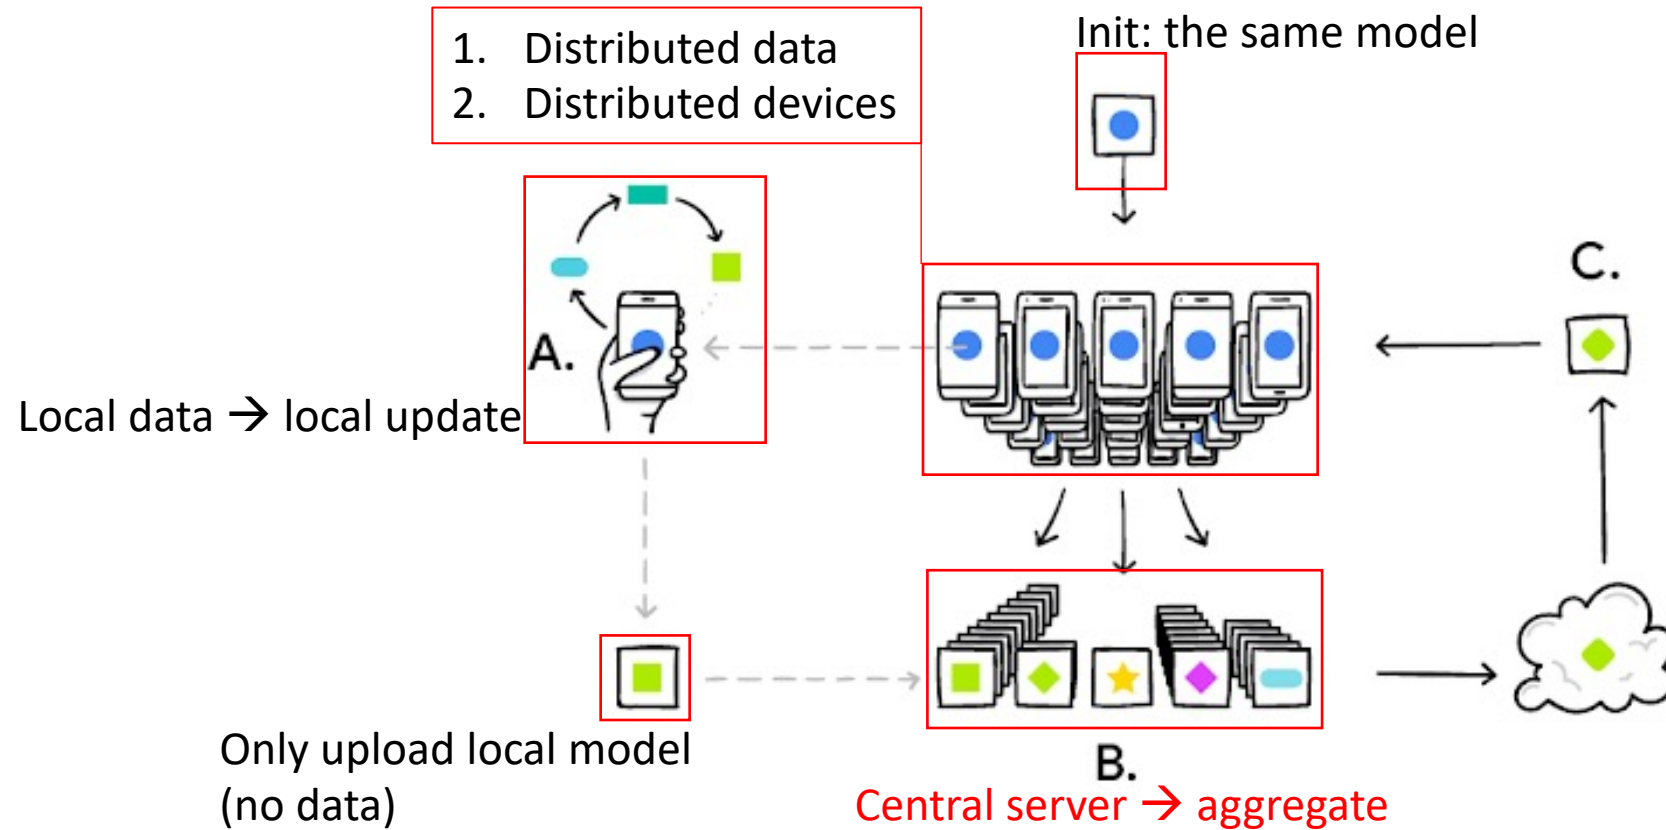 1. Distributed data
2. Distributed devices
Init: the same model
C.
A.
Local data → local update
Only upload local model
(no data)
B.
Central server → aggregate